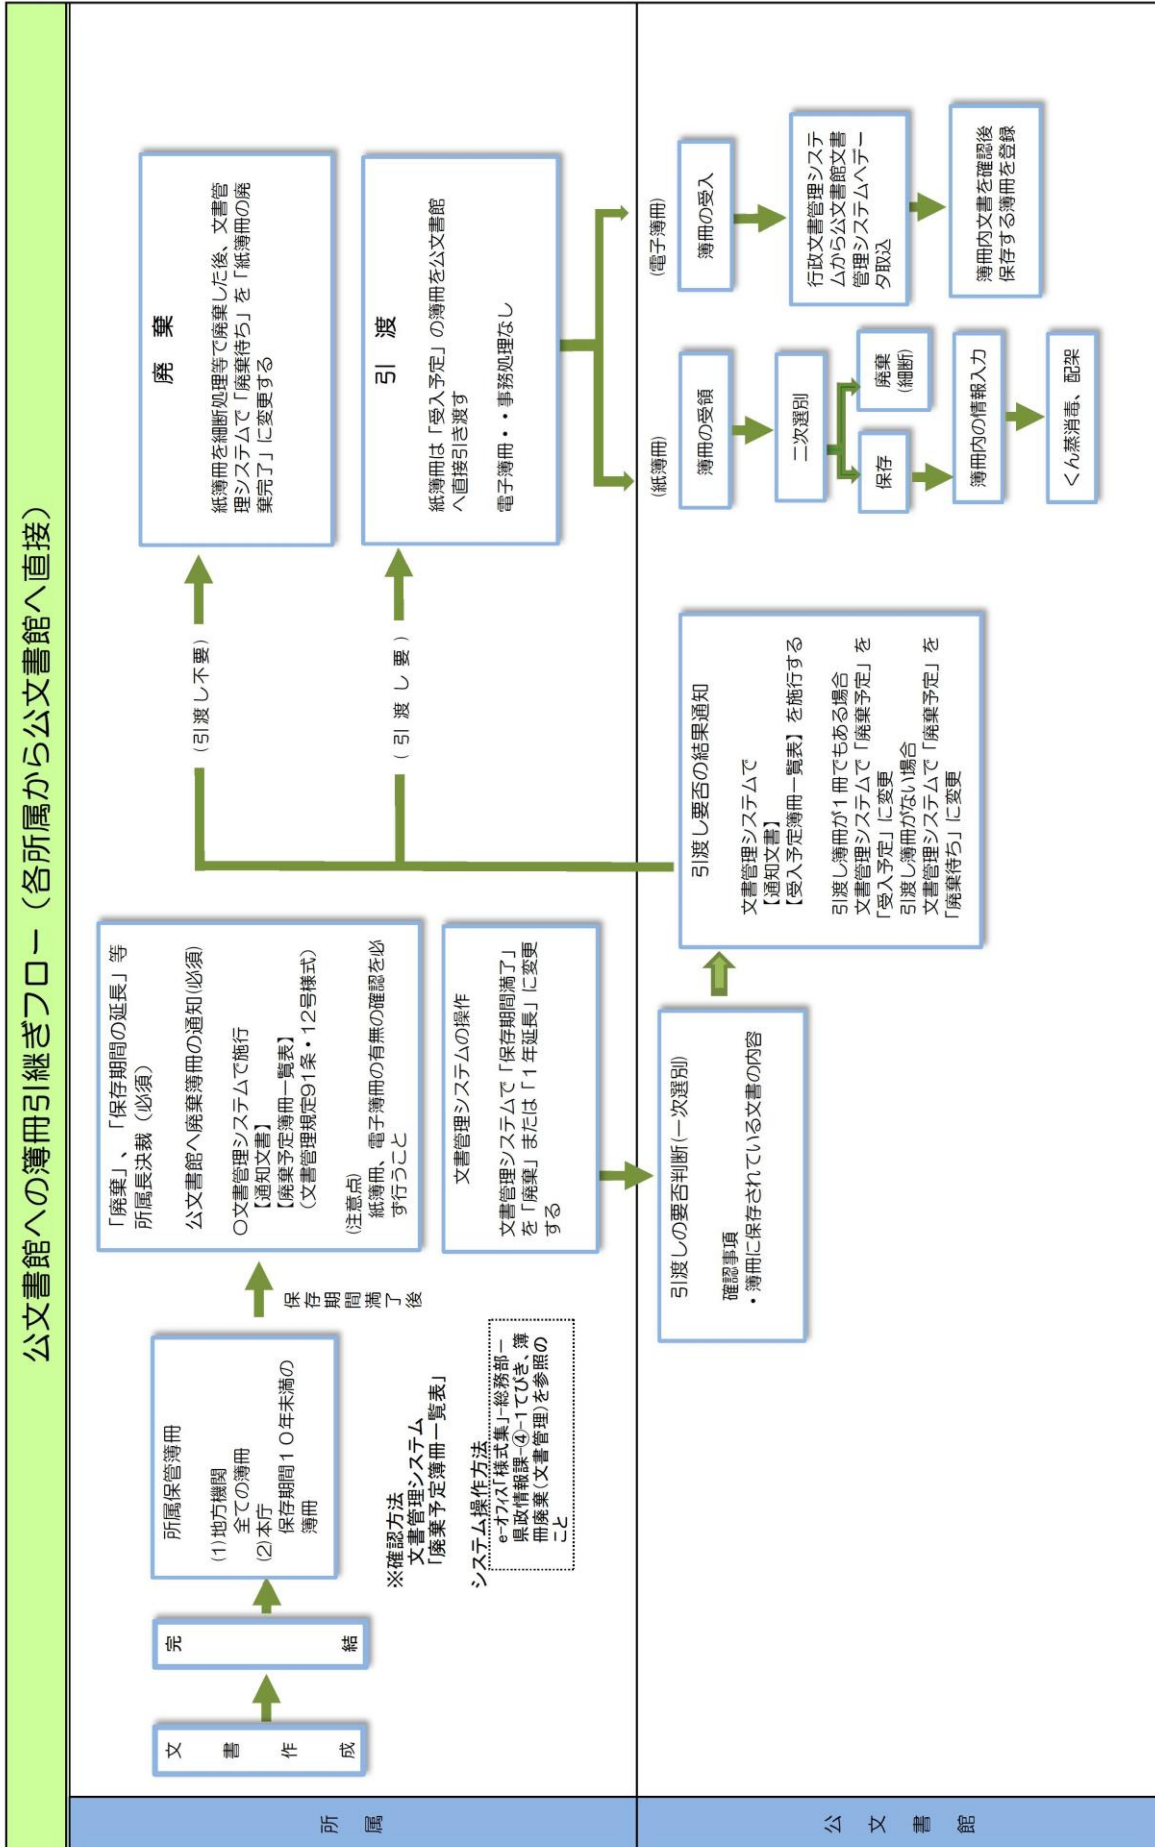 公文書館への簿冊引継ぎフロー（各所属から公文書館へ直接）
所属
文書作成
完結
所属保管簿冊
(1)地方機関
全ての簿冊
(2)本庁
保存期間１０年未満の
簿冊
※確認方法
文書管理システム
「廃棄予定簿冊一覧表」
システム操作方法
e-オフィス「様式集」-総務部ー
県政情報課-④-1てびき、簿
冊廃棄（文書管理）を参照の
こと
保存期間満了後
「廃棄」、「保存期間の延長」等
所属長決裁（必須）
公文書館へ廃棄簿冊の通知(必須)
○文書管理システムで施行
【通知文書】
【廃棄予定簿冊一覧表】
（文書管理規定91条・12号様式）
(注意点)
紙簿冊、電子簿冊の有無の確認を必
ず行うこと
文書管理システムの操作
文書管理システムで「保存期間満了」
を「廃棄」または「１年延長」に変更
する
（引渡し不要）
（引渡し要）
廃棄
紙簿冊を細断処理等で廃棄した後、文書管
理システムで「廃棄待ち」を「紙簿冊の廃
棄完了」に変更する
引渡
紙簿冊は「受入予定」の簿冊を公文書館
へ直接引き渡す
電子簿冊・・事務処理なし
公文書館
引渡しの要否判断(一次選別)
確認事項
・簿冊に保存されている文書の内容
引渡し要否の結果通知
文書管理システムで
【通知文書】
【受入予定簿冊一覧表】を施行する
引渡し簿冊が１冊でもある場合
文書管理システムで「廃棄予定」を
「受入予定」に変更
引渡し簿冊がない場合
文書管理システムで「廃棄予定」を
「廃棄待ち」に変更
(紙簿冊)
簿冊の受領
二次選別
保存
廃棄
(細断)
簿冊内の情報入力
くん蒸消毒、配架
(電子簿冊)
簿冊の受入
行政文書管理システ
ムから公文書館文書
管理システムへデー
タ取込
簿冊内文書を確認後
保存する簿冊を登録